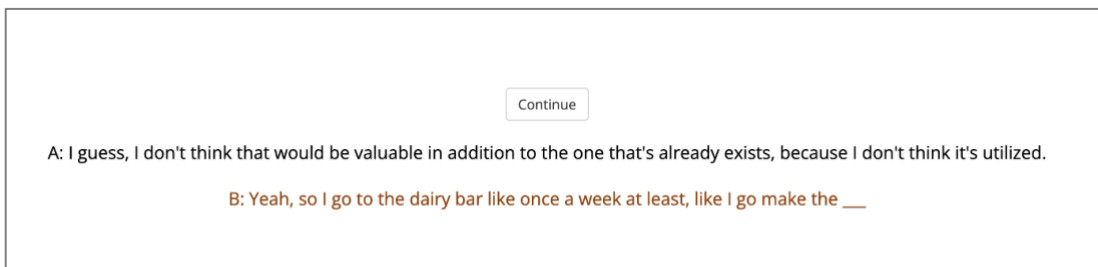 Continue
A: I guess, I don't think that would be valuable in addition to the one that's already exists, because I don't think it's utilized.
B: Yeah, so I go to the dairy bar like once a week at least, like I go make the ___